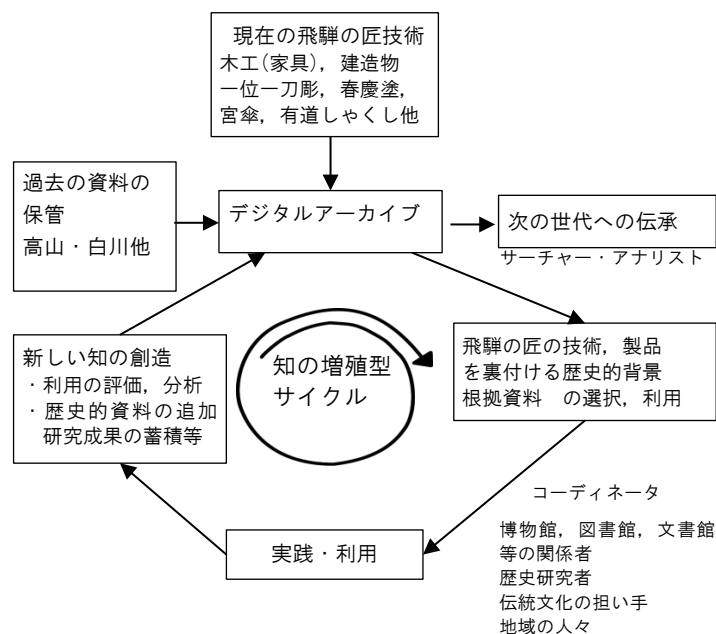 現在の飛騨の匠技術
木工(家具), 建造物
一位一刀彫, 春慶塗,
宮傘, 有道しゃくし他
過去の資料の
保管
高山・白川他
デジタルアーカイブ
次の世代への伝承
サーチャー・アナリスト
新しい知の創造
・利用の評価, 分析
・歴史的資料の追加
研究成果の蓄積等
知の増殖型
サイクル
飛騨の匠の技術, 製品
を裏付ける歴史的背景
根拠資料 の選択, 利用
実践・利用
コーディネータ
博物館, 図書館, 文書館
等の関係者
歴史研究者
伝統文化の担い手
地域の人々